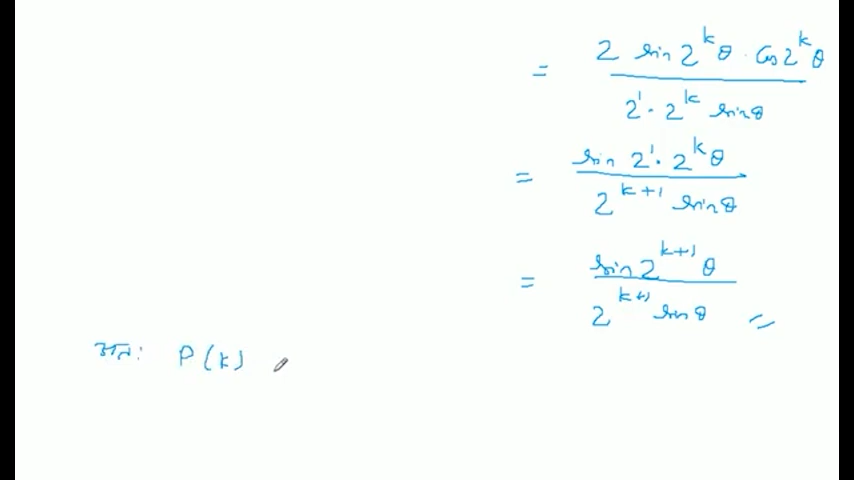 = 2 sin 2^k θ · cos 2^k θ / 2^1 · 2^k sin θ
= sin 2^1 · 2^k θ / 2^{k+1} sin θ
= sin 2^{k+1} θ / 2^{k+1} sin θ //
अतः P(k)